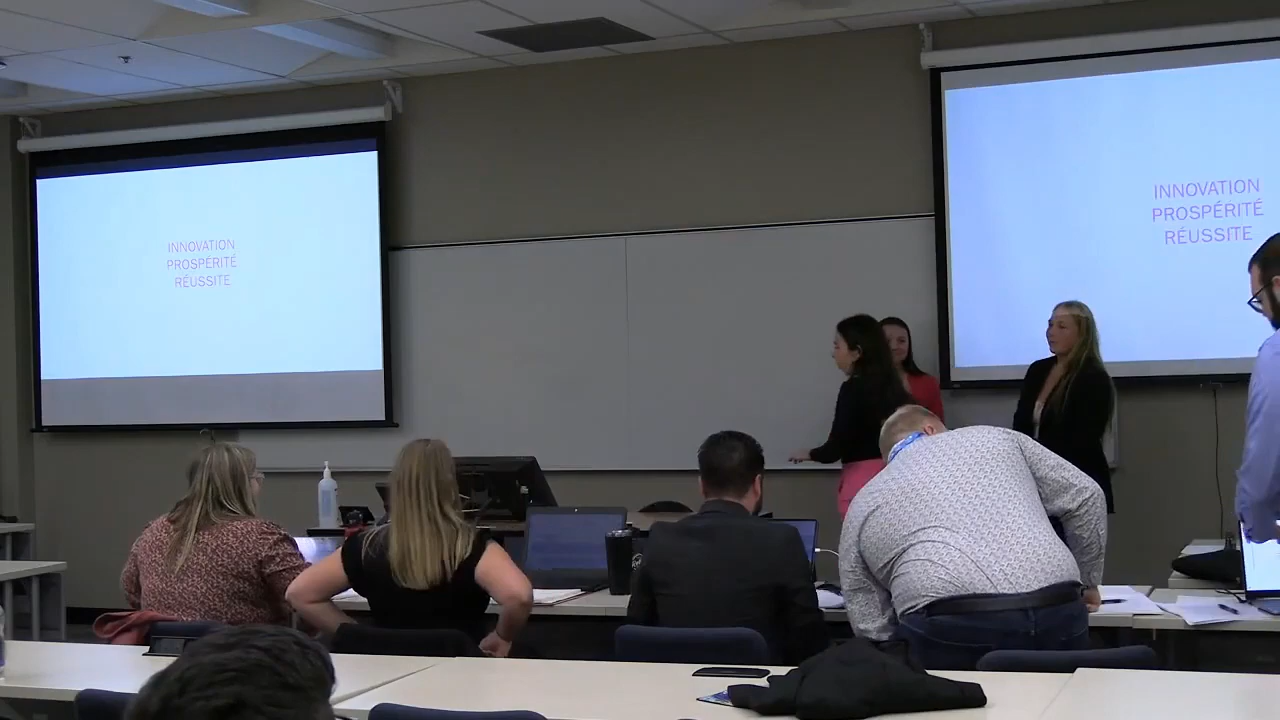 INNOVATION
PROSPÉRITÉ
RÉUSSITE
INNOVATION
PROSPÉRITÉ
RÉUSSITE